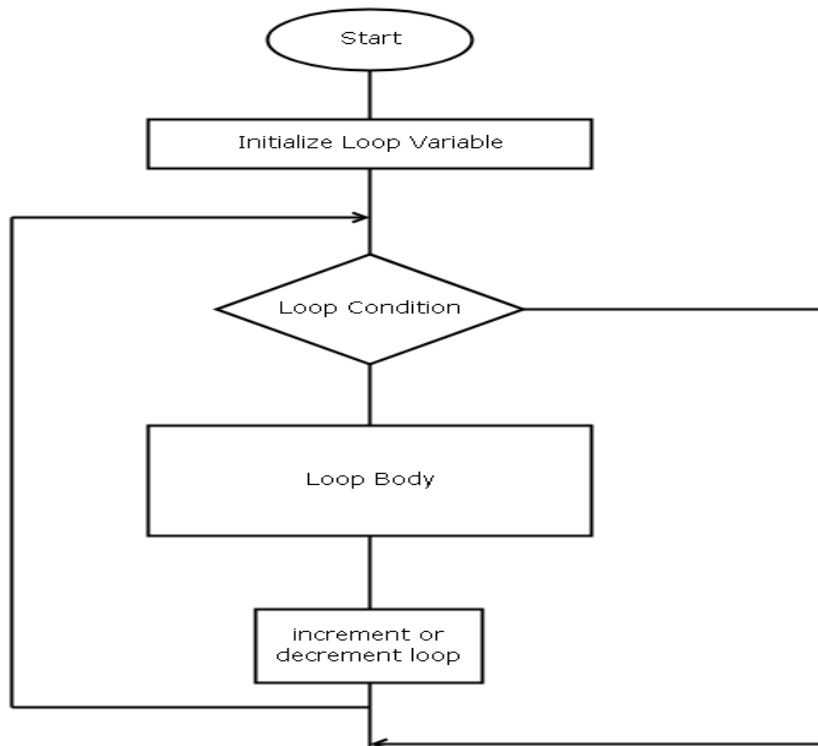 Start
Initialize Loop Variable
Loop Condition
Loop Body
increment or
decrement loop